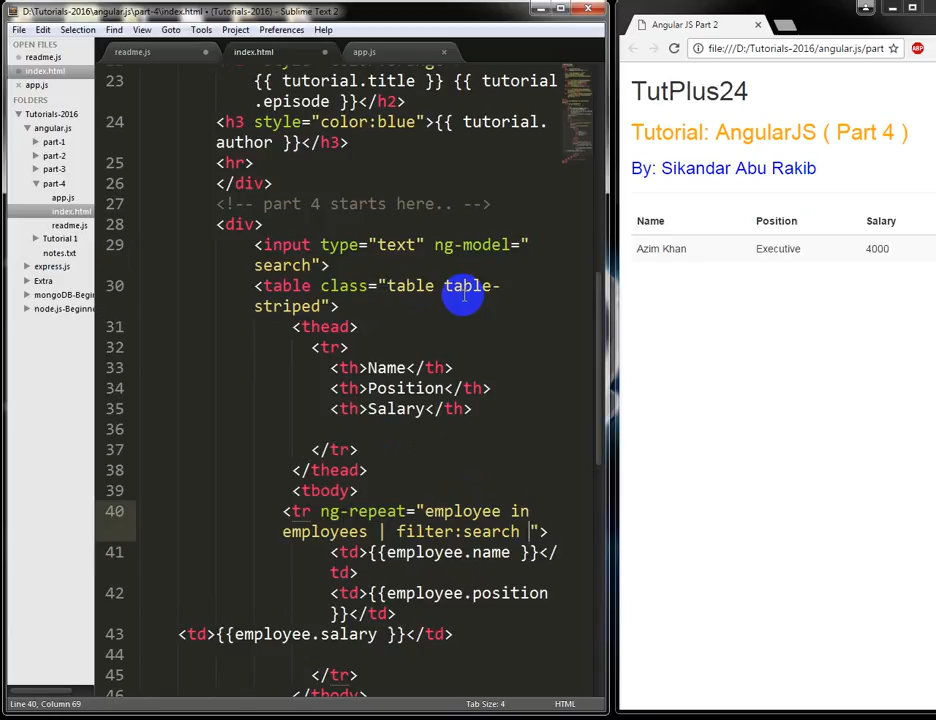 D:\Tutorials-2016\angular.js\part-4\index.html • (Tutorials-2016) - Sublime Text 2
File Edit Selection Find View Goto Tools Project Preferences Help
OPEN FILES
readme.js
index.html
app.js
FOLDERS
Tutorials-2016
angular.js
part-1
part-2
part-3
part-4
app.js
index.html
readme.js
Tutorial 1
notes.txt
express.js
Extra
mongoDB-Begin
node.js-Beginne
readme.js index.html app.js
23 {{ tutorial.title }} {{ tutorial
.episode }}</h2>
24 <h3 style="color:blue">{{ tutorial.
author }}</h3>
25 <hr>
26 </div>
27 <!-- part 4 starts here.. -->
28 <div>
29 <input type="text" ng-model="
search">
30 <table class="table table-
striped">
31 <thead>
32 <tr>
33 <th>Name</th>
34 <th>Position</th>
35 <th>Salary</th>
36
37 </tr>
38 </thead>
39 <tbody>
40 <tr ng-repeat="employee in
employees | filter:search ">
41 <td>{{employee.name }}</
td>
42 <td>{{employee.position
}}</td>
43 <td>{{employee.salary }}</td>
44
45 </tr>
46 </tbody>
Line 40, Column 69 Tab Size: 4 HTML
Angular JS Part 2
file:///D:/Tutorials-2016/angular.js/part
ABP
TutPlus24
Tutorial: AngularJS ( Part 4 )
By: Sikandar Abu Rakib
Name Position Salary
Azim Khan Executive 4000